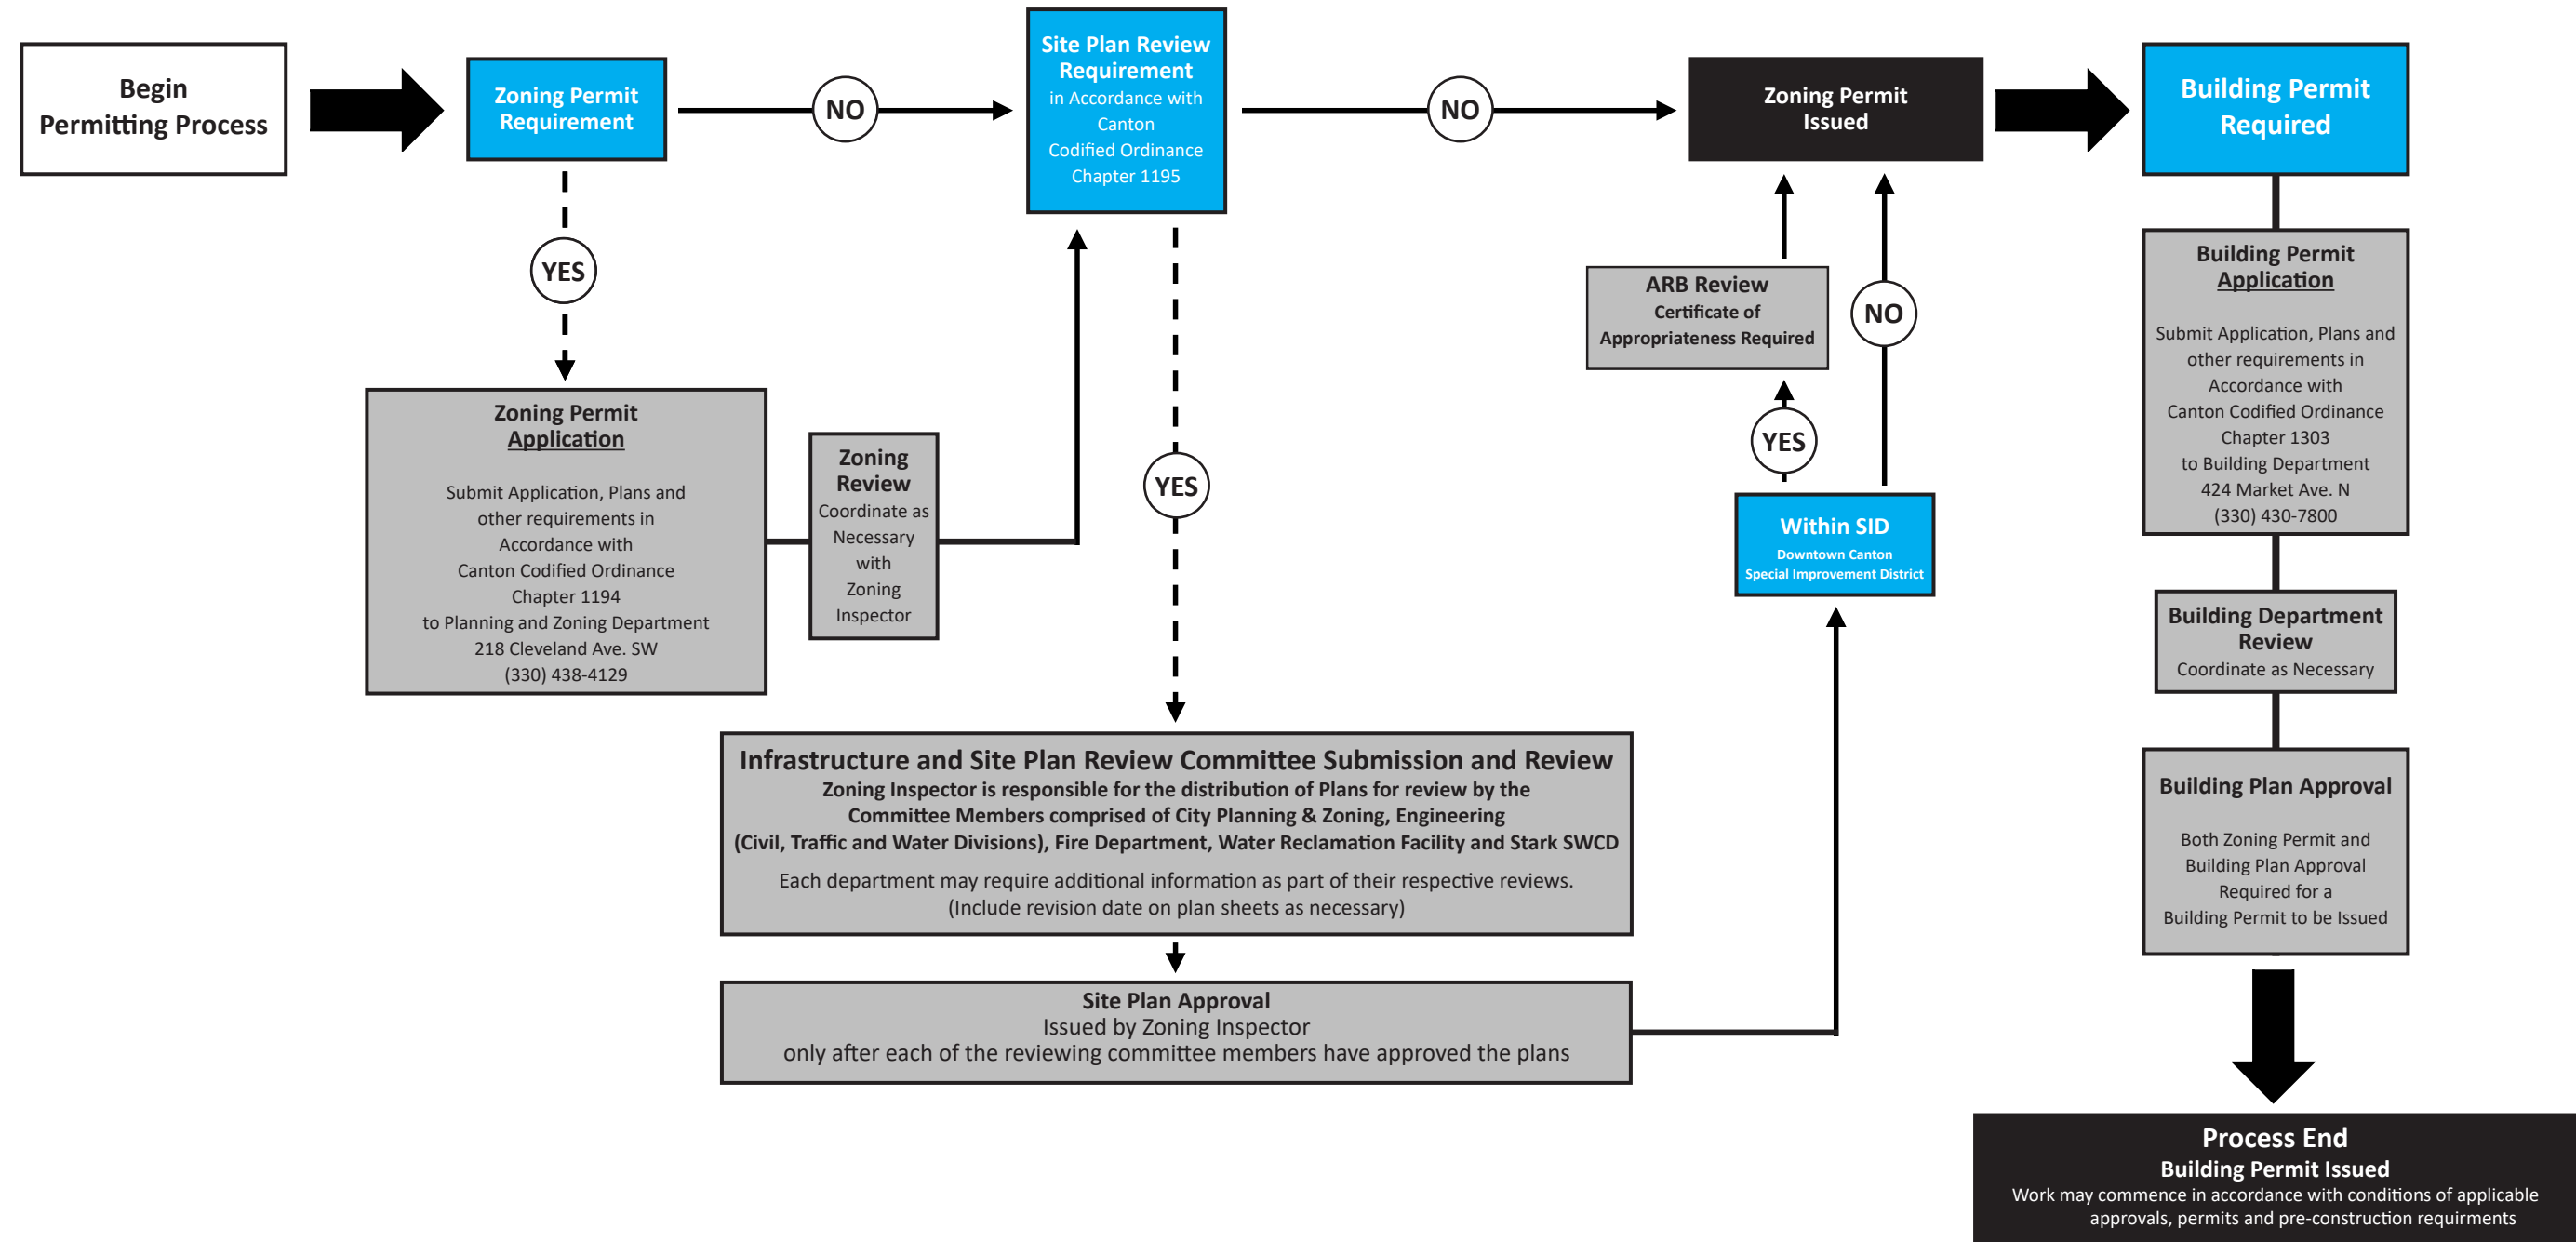 Begin
Permitting Process
Zoning Permit
Requirement
NO
Site Plan Review
Requirement
in Accordance with
Canton
Codified Ordinance
Chapter 1195
NO
Zoning Permit
Issued
Building Permit
Required
YES
Zoning Permit
Application
Submit Application, Plans and
other requirements in
Accordance with
Canton Codified Ordinance
Chapter 1194
to Planning and Zoning Department
218 Cleveland Ave. SW
(330) 438-4129
Zoning
Review
Coordinate as
Necessary
with
Zoning
Inspector
YES
Infrastructure and Site Plan Review Committee Submission and Review
Zoning Inspector is responsible for the distribution of Plans for review by the
Committee Members comprised of City Planning & Zoning, Engineering
(Civil, Traffic and Water Divisions), Fire Department, Water Reclamation Facility and Stark SWCD
Each department may require additional information as part of their respective reviews.
(Include revision date on plan sheets as necessary)
Site Plan Approval
Issued by Zoning Inspector
only after each of the reviewing committee members have approved the plans
Within SID
Downtown Canton
Special Improvement District
YES
NO
ARB Review
Certificate of
Appropriateness Required
Building Permit
Application
Submit Application, Plans and
other requirements in
Accordance with
Canton Codified Ordinance
Chapter 1303
to Building Department
424 Market Ave. N
(330) 430-7800
Building Department
Review
Coordinate as Necessary
Building Plan Approval
Both Zoning Permit and
Building Plan Approval
Required for a
Building Permit to be Issued
Process End
Building Permit Issued
Work may commence in accordance with conditions of applicable
approvals, permits and pre-construction requirments